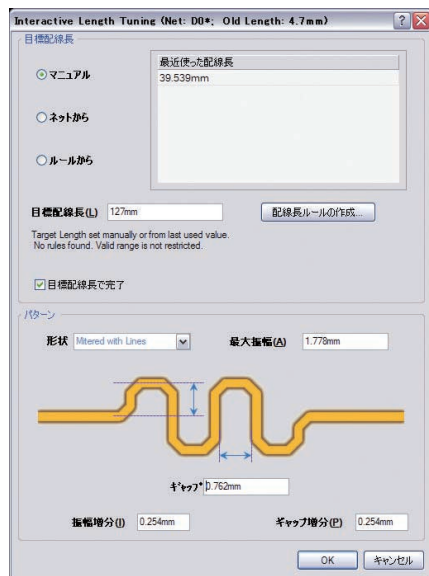 Interactive Length Tuning (Net: D0*; Old Length: 4.7mm)
目標配線長
マニュアル
ネットから
ルールから
最近使った配線長
39.539mm
目標配線長(L) 127mm
配線長ルールの作成...
Target Length set manually or from last used value.
No rules found. Valid range is not restricted.
目標配線長で完了
パターン
形状 Mitered with Lines
最大振幅(A) 1.778mm
ギャップ 0.762mm
振幅増分(I) 0.254mm
ギャップ増分(P) 0.254mm
OK
キャンセル